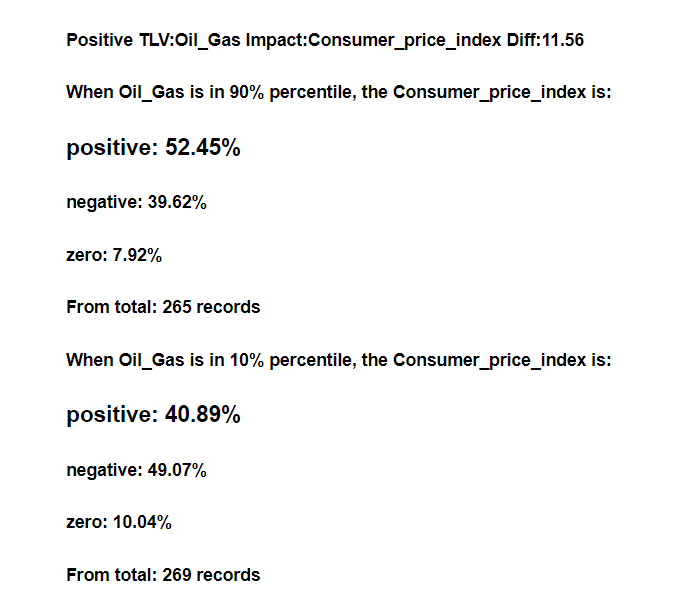 Positive TLV:Oil_Gas Impact:Consumer_price_index Diff:11.56
When Oil_Gas is in 90% percentile, the Consumer_price_index is:
positive: 52.45%
negative: 39.62%
zero: 7.92%
From total: 265 records
When Oil_Gas is in 10% percentile, the Consumer_price_index is:
positive: 40.89%
negative: 49.07%
zero: 10.04%
From total: 269 records